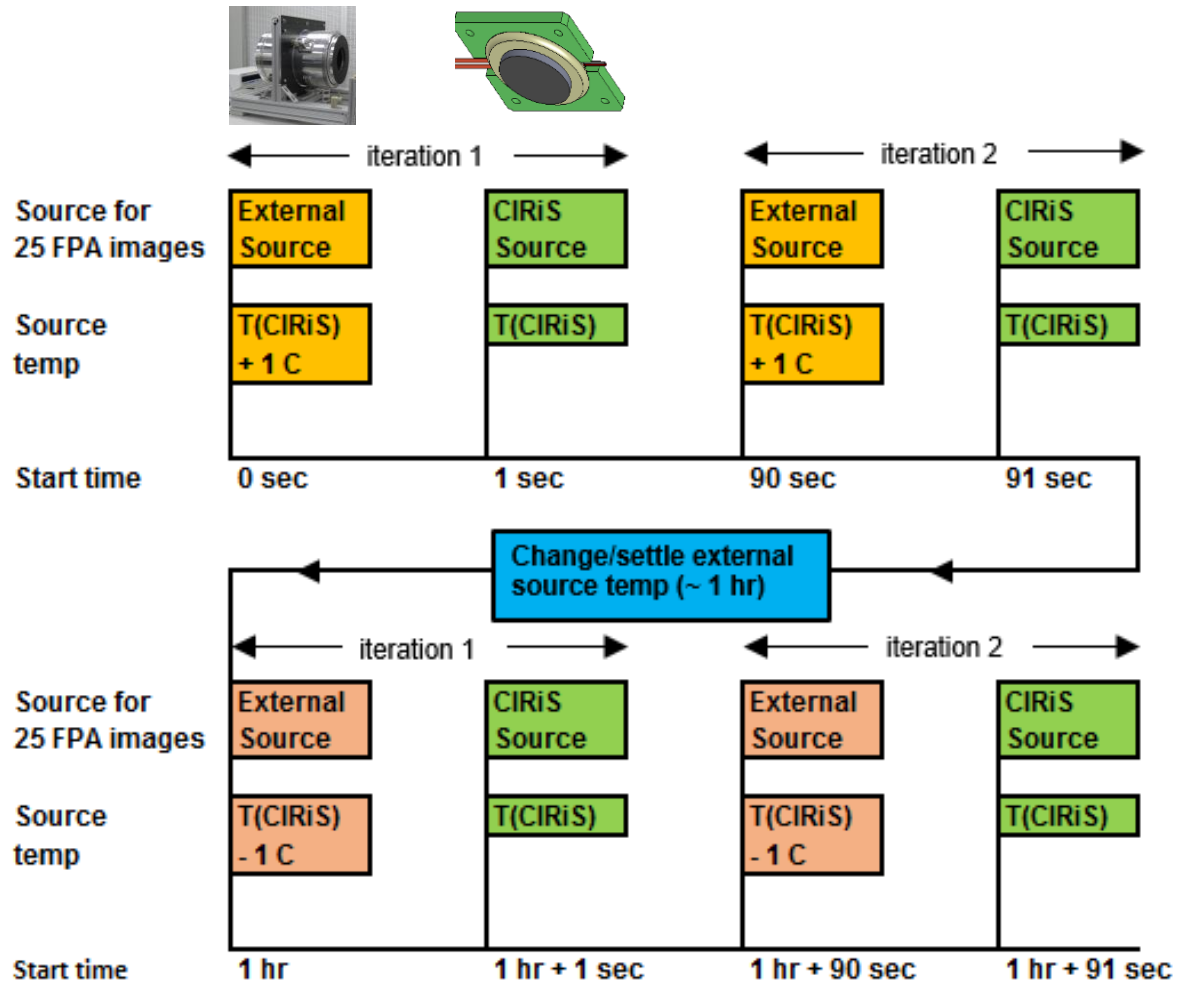 iteration 1
iteration 2
Source for
25 FPA images
External
Source
CIRiS
Source
External
Source
CIRiS
Source
Source
temp
T(CIRiS)
+ 1 C
T(CIRiS)
T(CIRiS)
+ 1 C
T(CIRiS)
Start time
0 sec
1 sec
90 sec
91 sec
Change/settle external
source temp (~ 1 hr)
iteration 1
iteration 2
Source for
25 FPA images
External
Source
CIRiS
Source
External
Source
CIRiS
Source
Source
temp
T(CIRiS)
- 1 C
T(CIRiS)
T(CIRiS)
- 1 C
T(CIRiS)
Start time
1 hr
1 hr + 1 sec
1 hr + 90 sec
1 hr + 91 sec